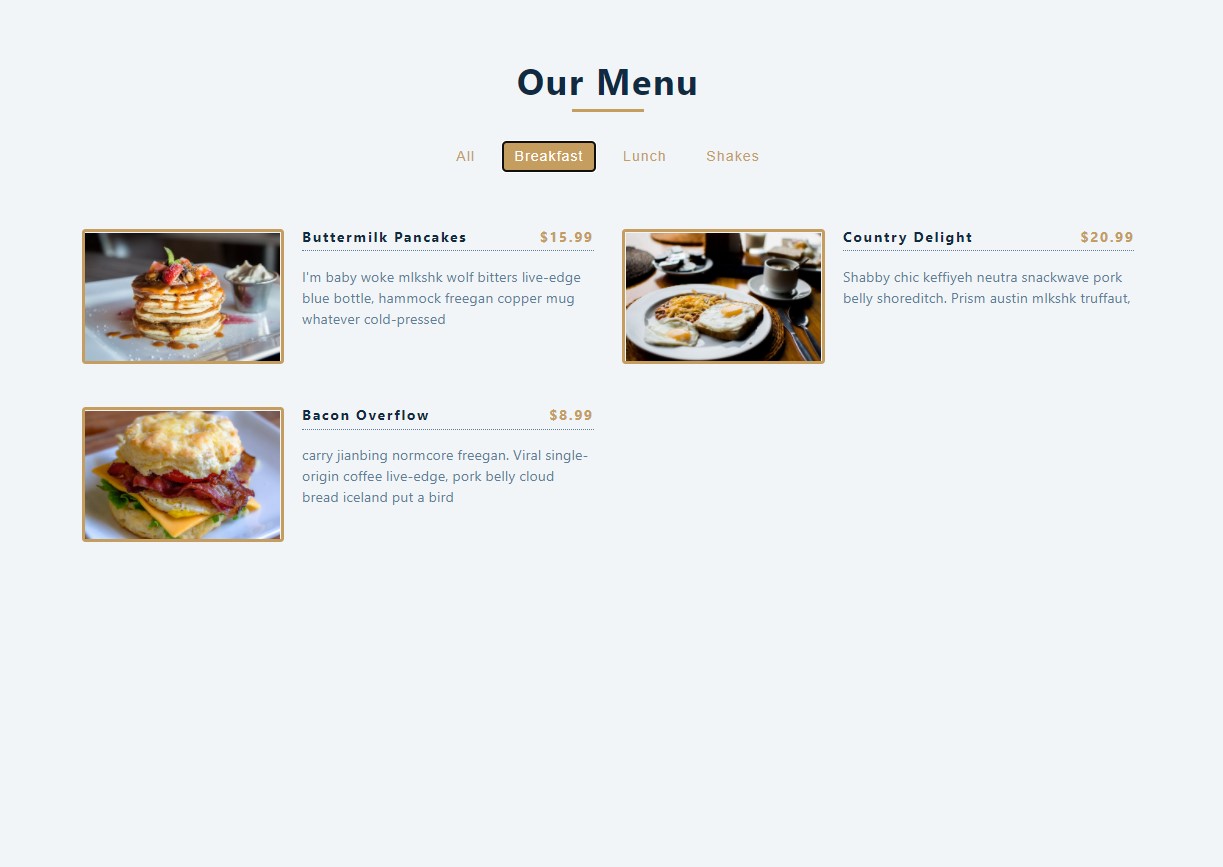 Our Menu
All Breakfast Lunch Shakes
Buttermilk Pancakes $15.99
I'm baby woke mlkshk wolf bitters live-edge
blue bottle, hammock freegan copper mug
whatever cold-pressed
Country Delight $20.99
Shabby chic keffiyeh neutra snackwave pork
belly shoreditch. Prism austin mlkshk truffaut,
Bacon Overflow $8.99
carry jianbing normcore freegan. Viral single-
origin coffee live-edge, pork belly cloud
bread iceland put a bird